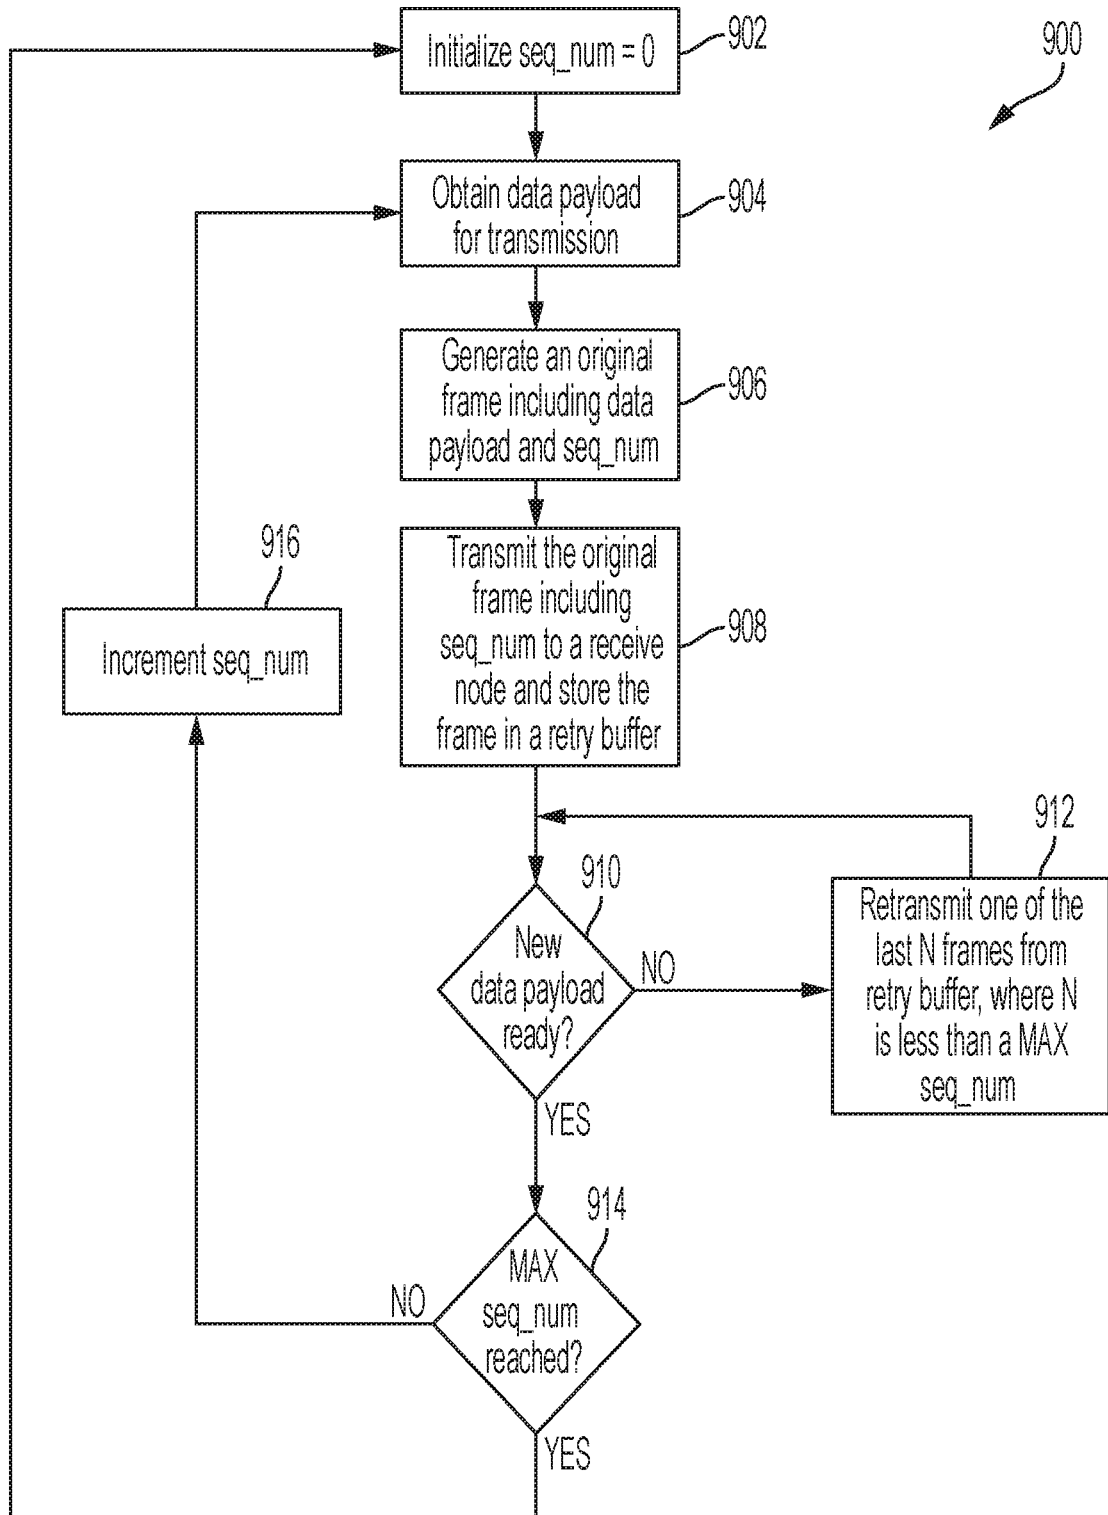 Initialize seq_num = 0
902
900
Obtain data payload
for transmission
904
Generate an original
frame including data
payload and seq_num
906
Transmit the original
frame including
seq_num to a receive
node and store the
frame in a retry buffer
908
916
Increment seq_num
910
New
data payload
ready?
NO
912
Retransmit one of the
last N frames from
retry buffer, where N
is less than a MAX
seq_num
YES
914
MAX
seq_num
reached?
NO
YES